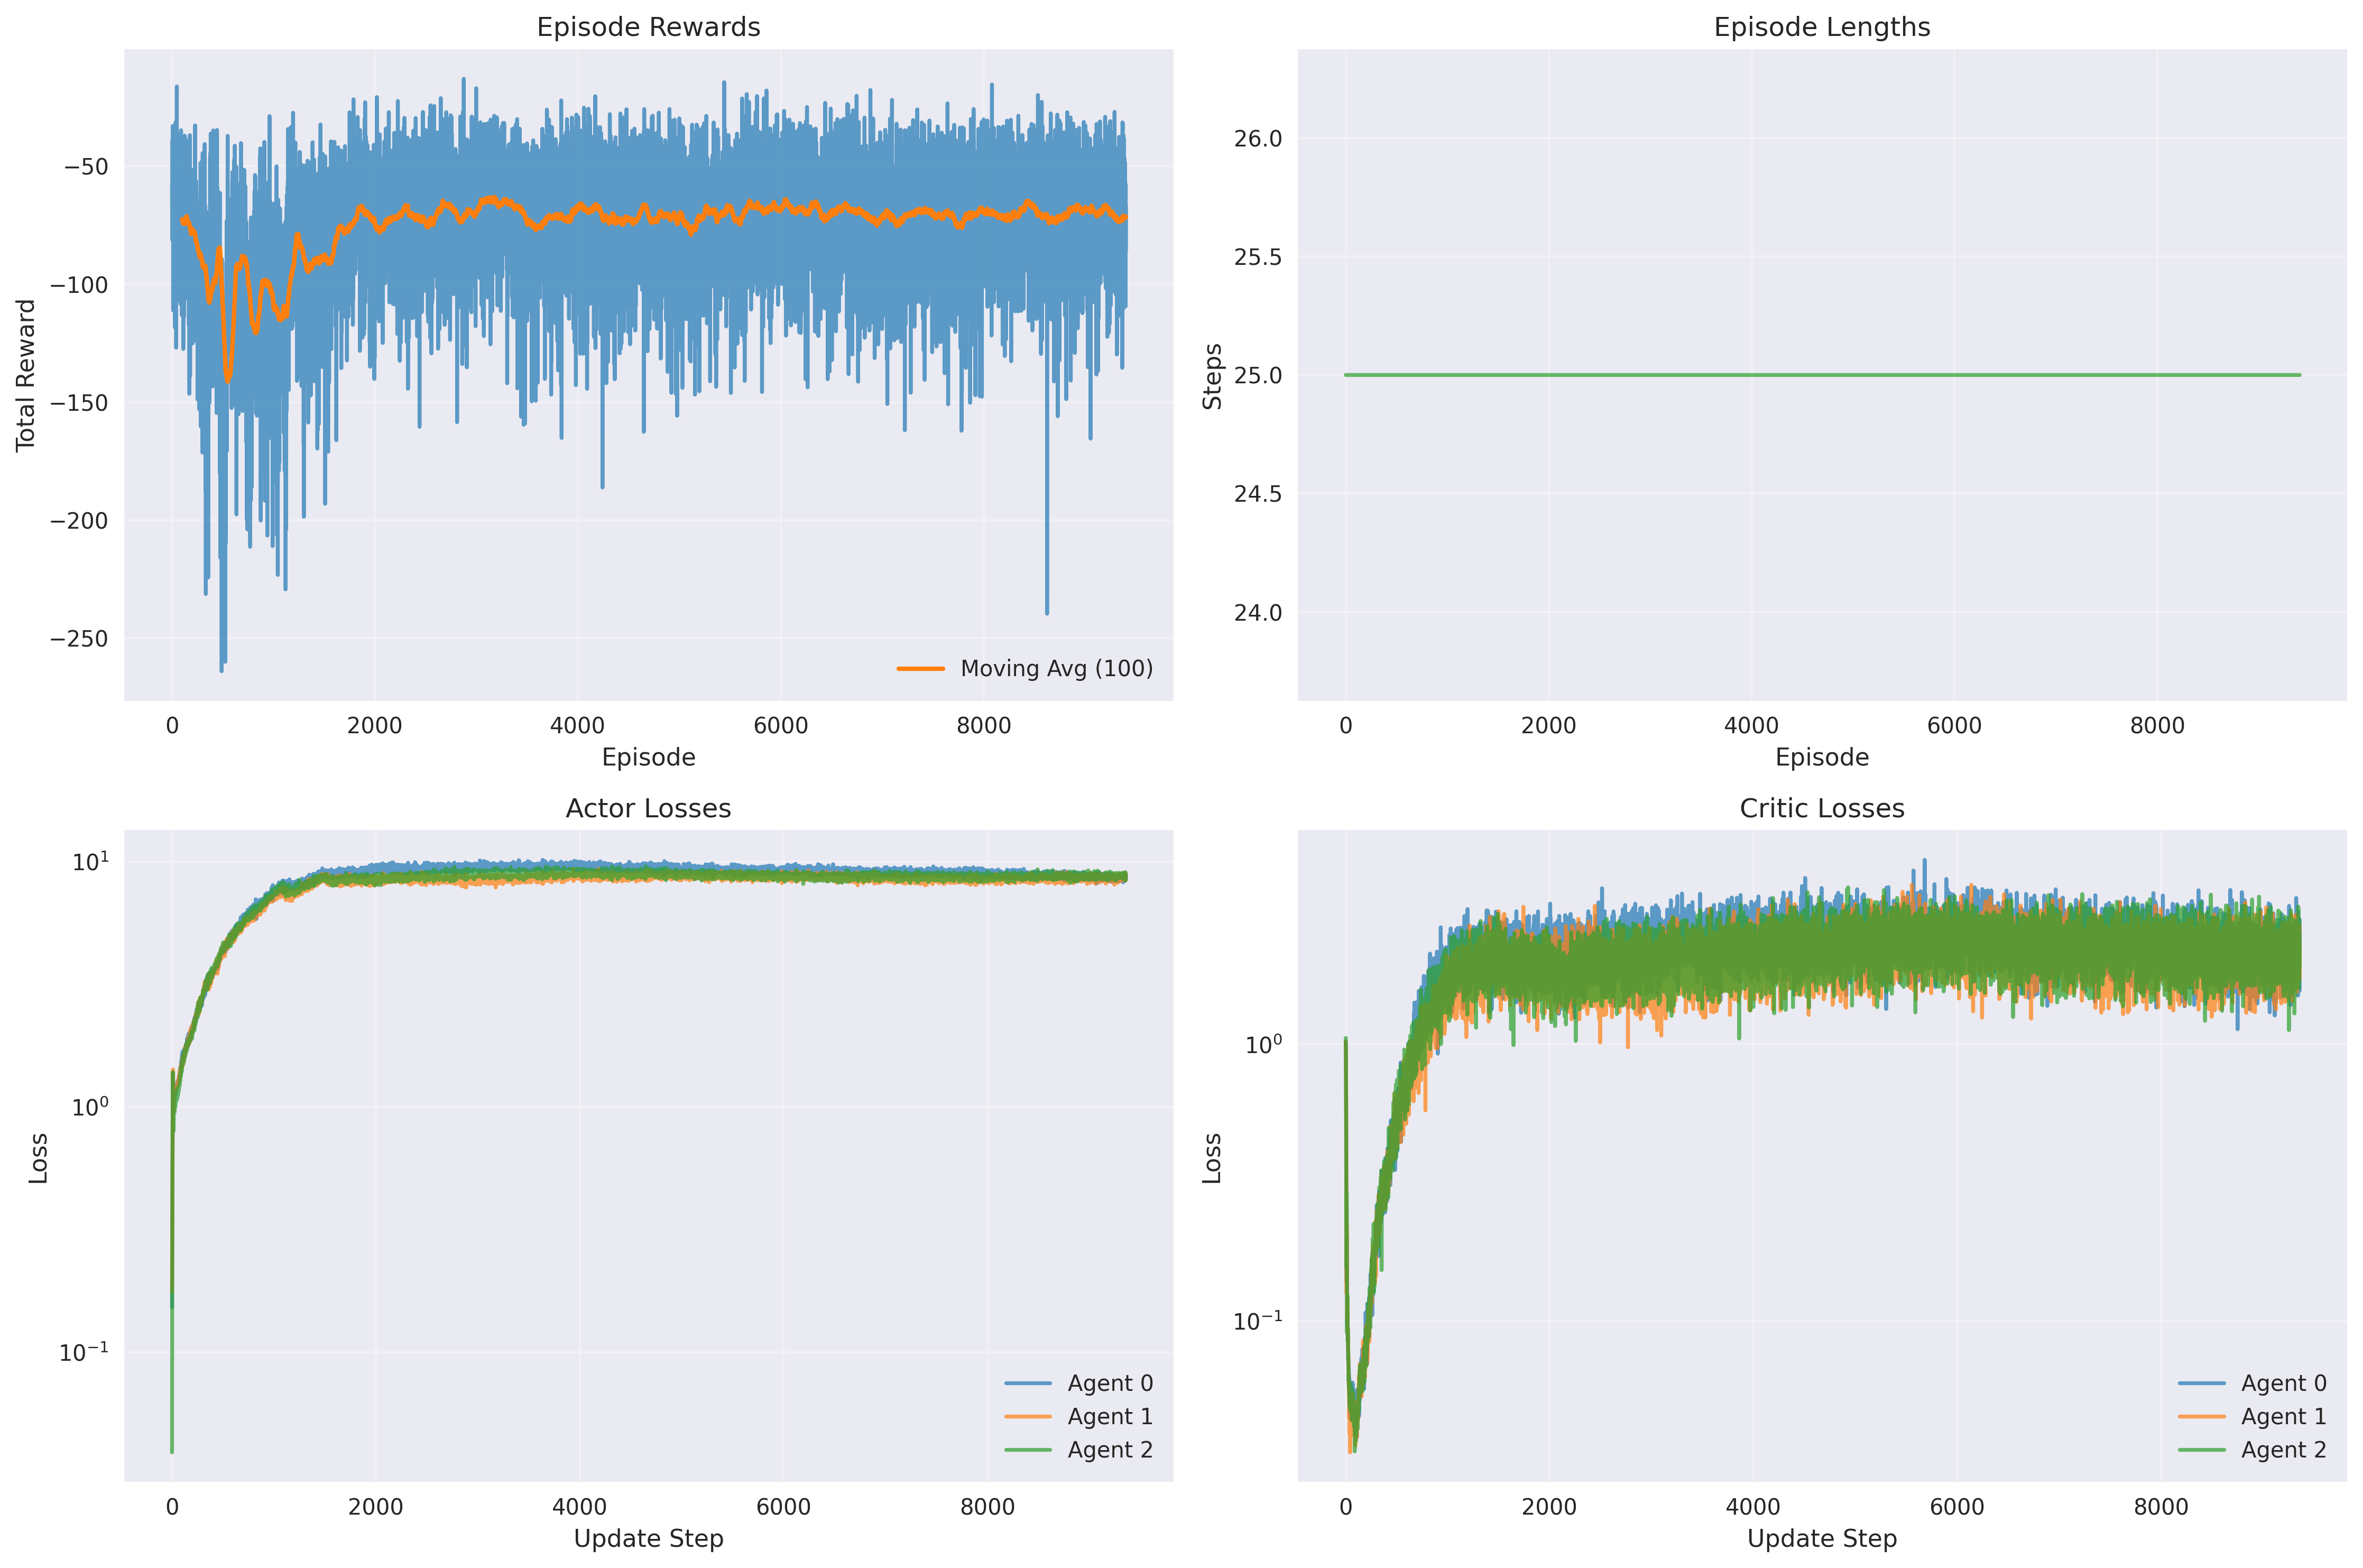 Episode Rewards
Total Reward
−50
−100
−150
−200
−250
0 2000 4000 6000 8000
Episode
Moving Avg (100)
Episode Lengths
Steps
26.0
25.5
25.0
24.5
24.0
0 2000 4000 6000 8000
Episode
Actor Losses
Loss
10¹
10⁰
10⁻¹
0 2000 4000 6000 8000
Update Step
Agent 0
Agent 1
Agent 2
Critic Losses
Loss
10⁰
10⁻¹
0 2000 4000 6000 8000
Update Step
Agent 0
Agent 1
Agent 2